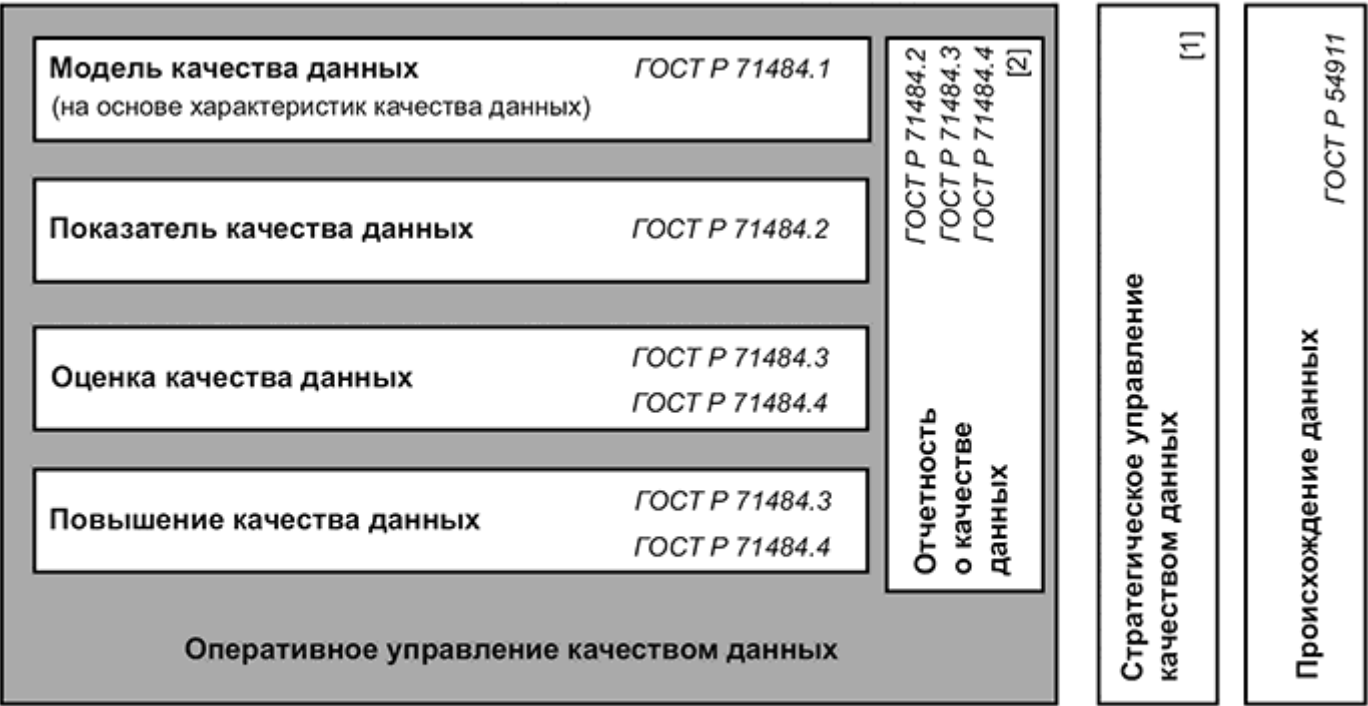 Модель качества данных ГОСТ Р 71484.1
(на основе характеристик качества данных)
Показатель качества данных ГОСТ Р 71484.2
Оценка качества данных
ГОСТ Р 71484.3
ГОСТ Р 71484.4
Повышение качества данных
ГОСТ Р 71484.3
ГОСТ Р 71484.4
Оперативное управление качеством данных
Отчетность
о качестве
данных
ГОСТ Р 71484.2
ГОСТ Р 71484.3
ГОСТ Р 71484.4
[2]
Стратегическое управление
качеством данных
[1]
Происхождение данных
ГОСТ Р 54911